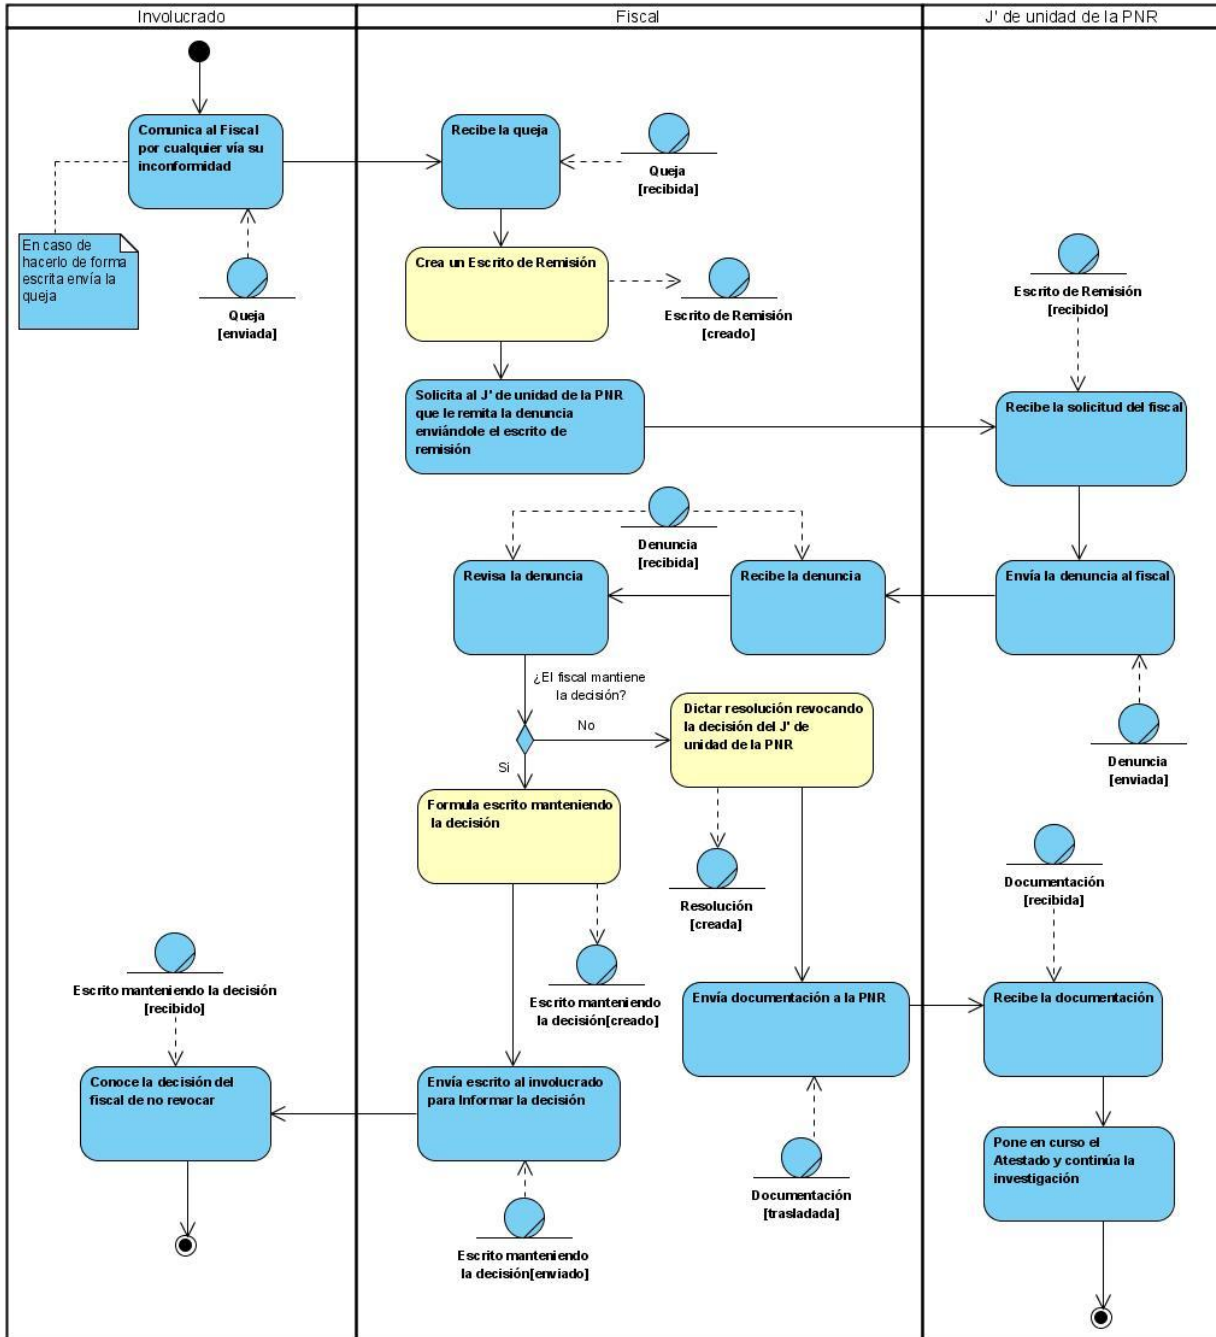 Involucrado
Fiscal
J' de unidad de la PNR
Comunica al Fiscal
por cualquier vía su
inconformidad
Recibe la queja
Queja
[recibida]
En caso de
hacerlo de forma
escrita envía la
queja
Queja
[enviada]
Crea un Escrito de Remisión
Escrito de Remisión
[creado]
Escrito de Remisión
[recibido]
Solicita al J' de unidad de la PNR
que le remita la denuncia
enviándole el escrito de
remisión
Recibe la solicitud del fiscal
Denuncia
[recibida]
Revisa la denuncia
Recibe la denuncia
Envía la denuncia al fiscal
¿El fiscal mantiene
la decisión?
No
Si
Dictar resolución revocando
la decisión del J' de
unidad de la PNR
Denuncia
[enviada]
Formula escrito manteniendo
la decisión
Resolución
[creada]
Documentación
[recibida]
Escrito manteniendo la decisión
[recibido]
Escrito manteniendo
la decisión[creado]
Envía documentación a la PNR
Recibe la documentación
Conoce la decisión del
fiscal de no revocar
Envía escrito al involucrado
para Informar la decisión
Pone en curso el
Atestado y continúa la
investigación
Documentación
[trasladada]
Escrito manteniendo
la decisión[enviado]